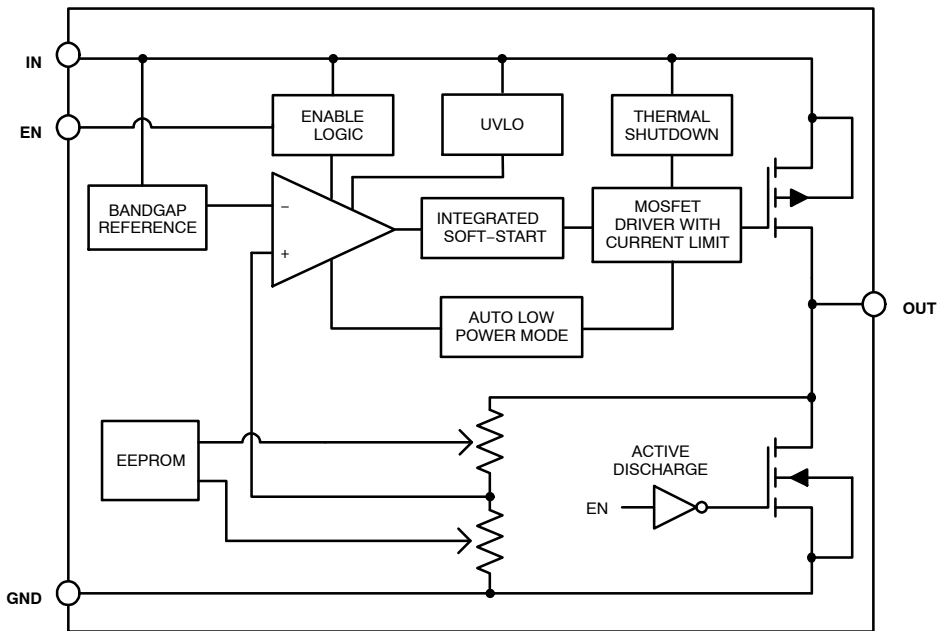 IN
EN
ENABLE
LOGIC
UVLO
THERMAL
SHUTDOWN
BANDGAP
REFERENCE
−
+
INTEGRATED
SOFT−START
MOSFET
DRIVER WITH
CURRENT LIMIT
AUTO LOW
POWER MODE
OUT
EEPROM
ACTIVE
DISCHARGE
EN
GND